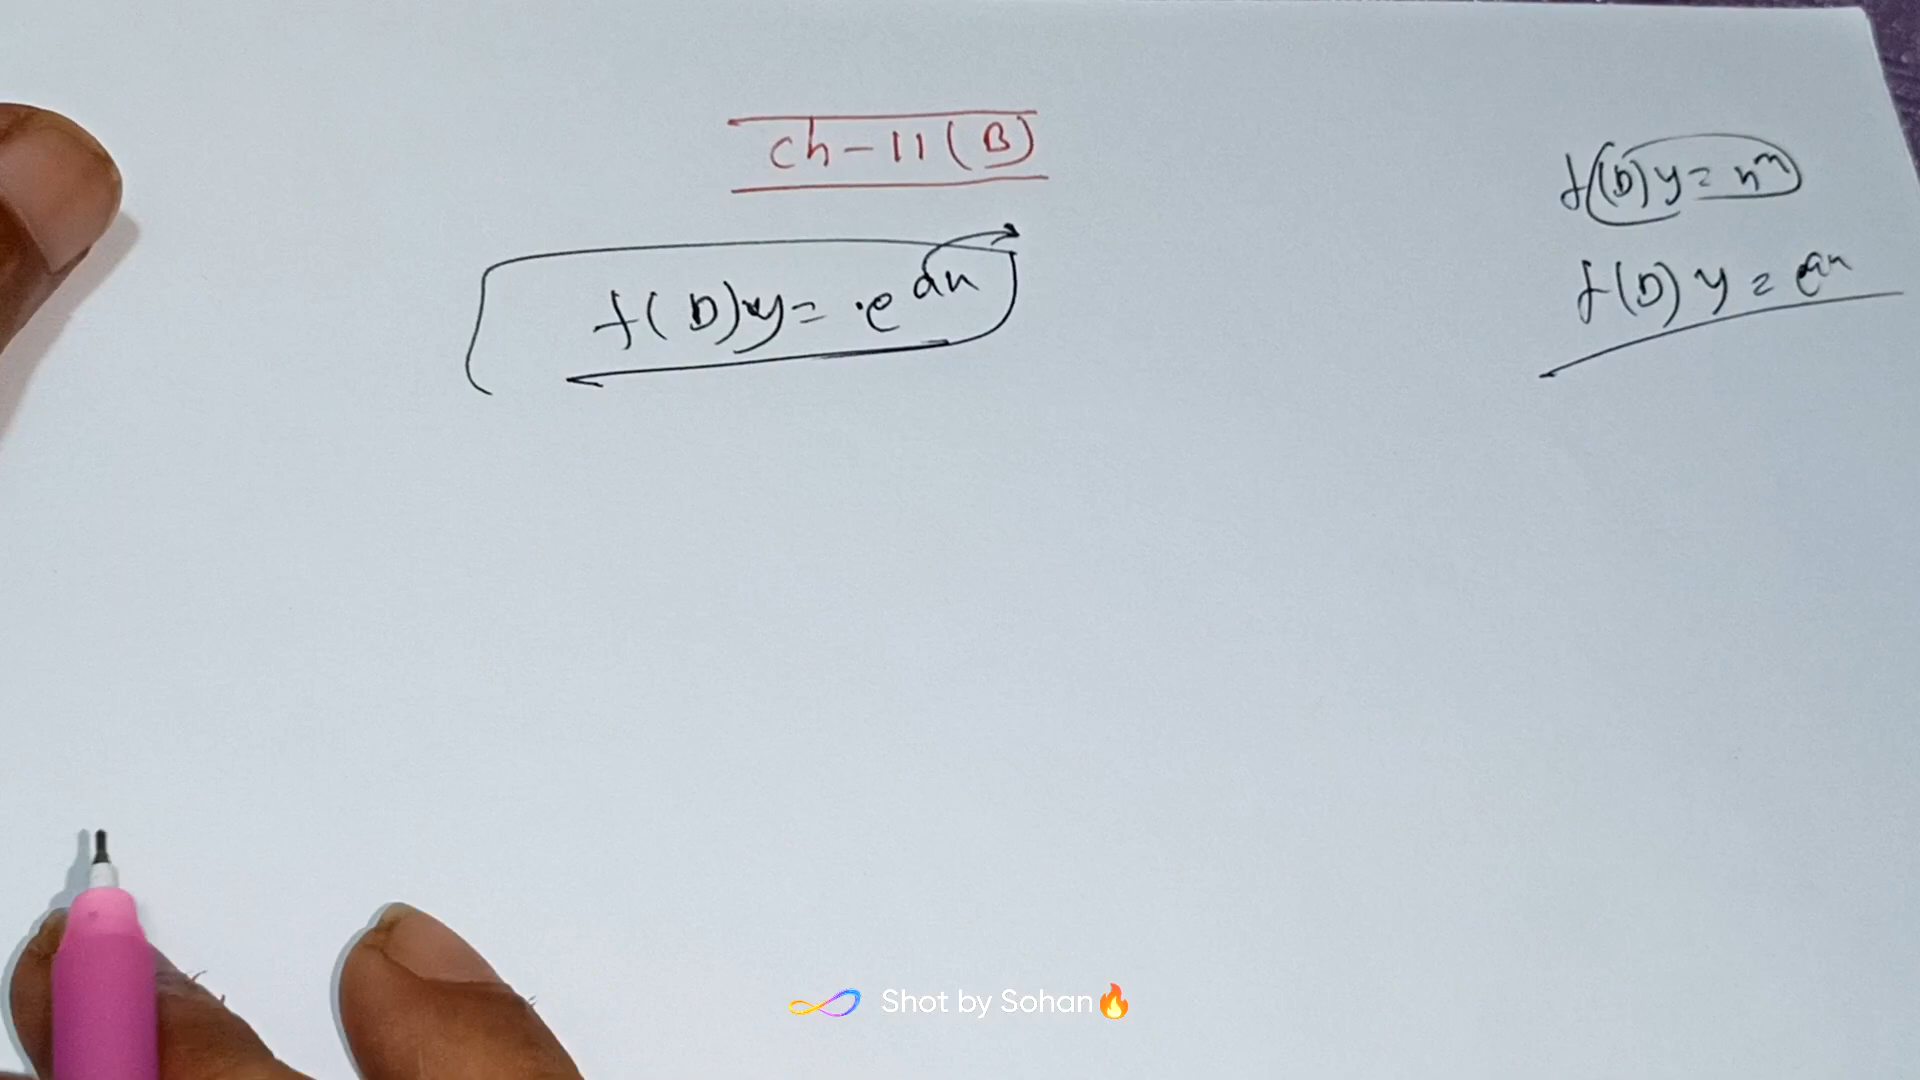 Ch-11 (B)
f(D)y = x^m
f(D)y = e^ax
f(D)y = e^ax
Shot by Sohan🔥